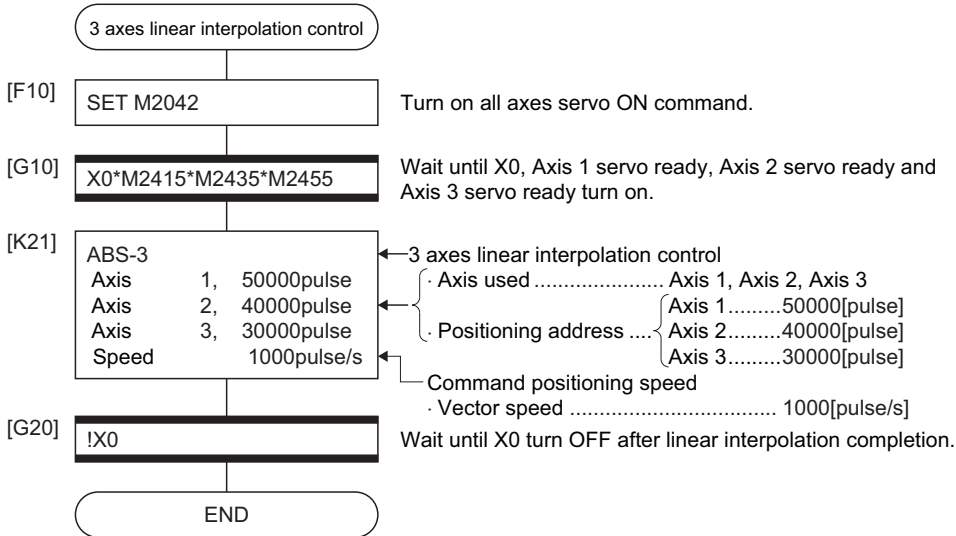 3 axes linear interpolation control
[F10]
SET M2042
Turn on all axes servo ON command.
[G10]
X0*M2415*M2435*M2455
Wait until X0, Axis 1 servo ready, Axis 2 servo ready and
Axis 3 servo ready turn on.
[K21]
ABS-3
Axis 1, 50000pulse
Axis 2, 40000pulse
Axis 3, 30000pulse
Speed 1000pulse/s
3 axes linear interpolation control
· Axis used ...................... Axis 1, Axis 2, Axis 3
· Positioning address ....
Axis 1.........50000[pulse]
Axis 2.........40000[pulse]
Axis 3.........30000[pulse]
Command positioning speed
· Vector speed ................................. 1000[pulse/s]
[G20]
!X0
Wait until X0 turn OFF after linear interpolation completion.
END